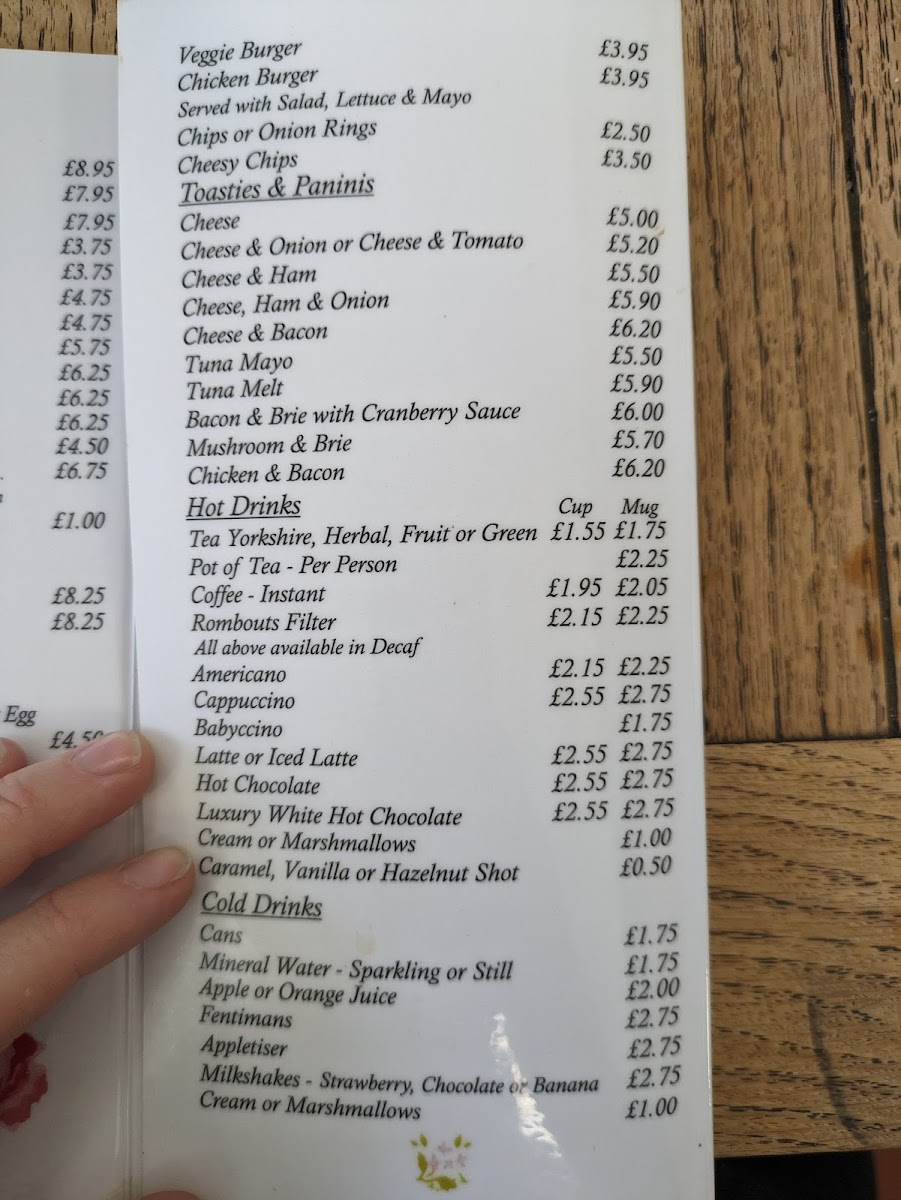 £8.95
£7.95
£7.95
£3.75
£3.75
£4.75
£4.75
£5.75
£6.25
£6.25
£6.25
£4.50
£6.75
£1.00
£8.25
£8.25
Egg
£4.50
Veggie Burger £3.95
Chicken Burger £3.95
Served with Salad, Lettuce & Mayo
Chips or Onion Rings £2.50
Cheesy Chips £3.50
Toasties & Paninis
Cheese £5.00
Cheese & Onion or Cheese & Tomato £5.20
Cheese & Ham £5.50
Cheese, Ham & Onion £5.90
Cheese & Bacon £6.20
Tuna Mayo £5.50
Tuna Melt £5.90
Bacon & Brie with Cranberry Sauce £6.00
Mushroom & Brie £5.70
Chicken & Bacon £6.20
Hot Drinks Cup Mug
Tea Yorkshire, Herbal, Fruit or Green £1.55 £1.75
Pot of Tea - Per Person £2.25
Coffee - Instant £1.95 £2.05
Rombouts Filter £2.15 £2.25
All above available in Decaf
Americano £2.15 £2.25
Cappuccino £2.55 £2.75
Babyccino £1.75
Latte or Iced Latte £2.55 £2.75
Hot Chocolate £2.55 £2.75
Luxury White Hot Chocolate £2.55 £2.75
Cream or Marshmallows £1.00
Caramel, Vanilla or Hazelnut Shot £0.50
Cold Drinks
Cans £1.75
Mineral Water - Sparkling or Still £1.75
Apple or Orange Juice £2.00
Fentimans £2.75
Appletiser £2.75
Milkshakes - Strawberry, Chocolate or Banana £2.75
Cream or Marshmallows £1.00